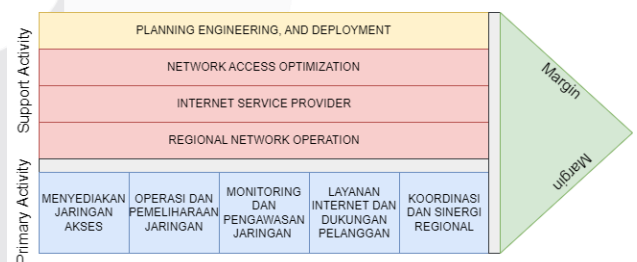 Support Activity
PLANNING ENGINEERING, AND DEPLOYMENT
NETWORK ACCESS OPTIMIZATION
INTERNET SERVICE PROVIDER
REGIONAL NETWORK OPERATION
Primary Activity
MENYEDIAKAN
JARINGAN
AKSES
OPERASI DAN
PEMELIHARAAN
JARINGAN
MONITORING
DAN
PENGAWASAN
JARINGAN
LAYANAN
INTERNET DAN
DUKUNGAN
PELANGGAN
KOORDINASI
DAN SINERGI
REGIONAL
Margin
Margin